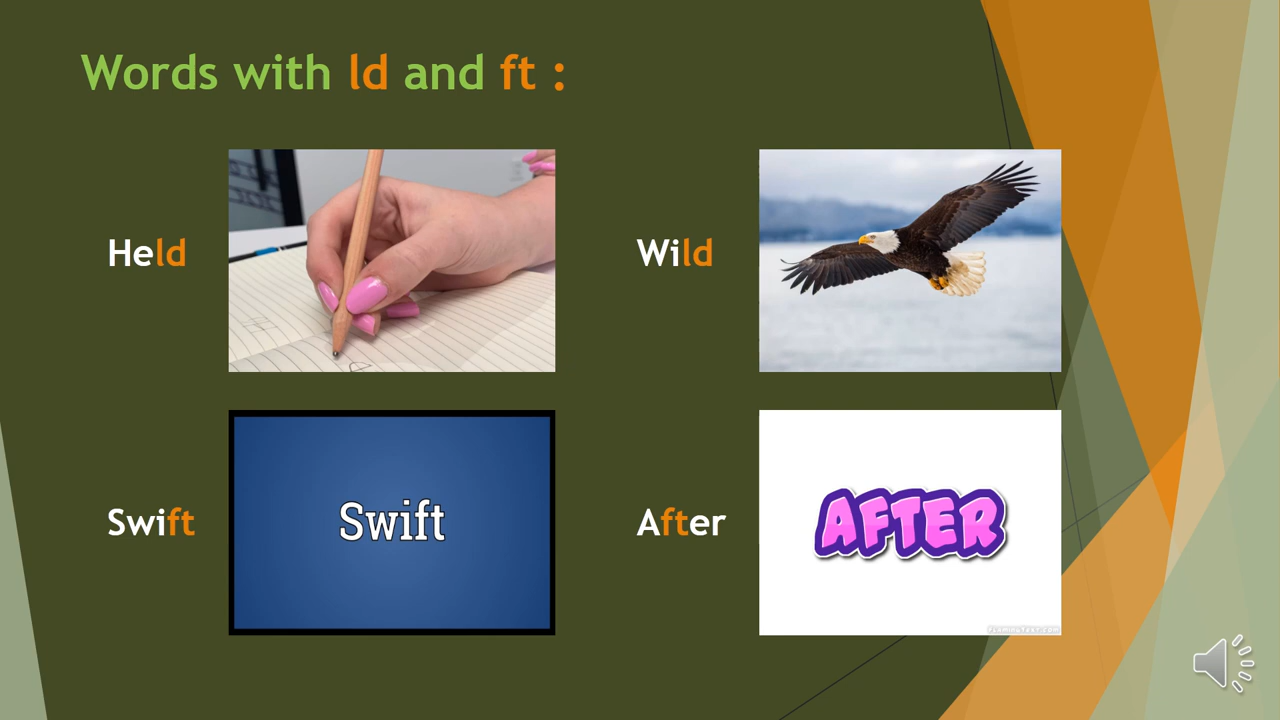 Words with ld and ft :
Held
Wild
Swift
Swift
After
AFTER